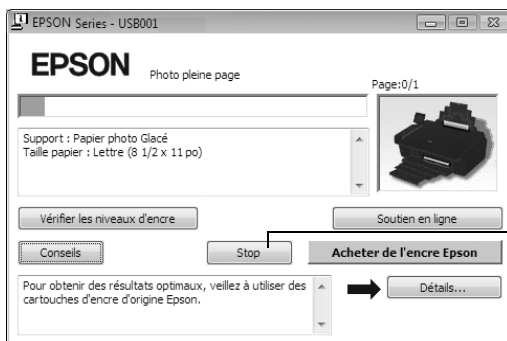 EPSON Series - USB001
EPSON
Photo pleine page
Page:0/1
Support : Papier photo Glacé
Taille papier : Lettre (8 1/2 x 11 po)
Vérifier les niveaux d'encre
Soutien en ligne
Conseils
Stop
Acheter de l'encre Epson
Pour obtenir des résultats optimaux, veillez à utiliser des
cartouches d'encre d'origine Epson.
Détails...